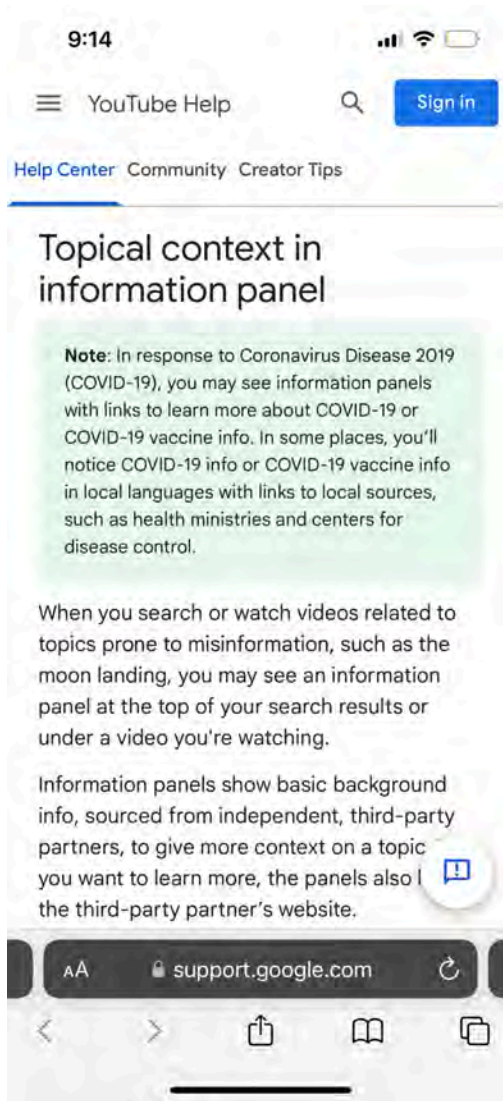 9:14
YouTube Help
Sign in
Help Center Community Creator Tips
Topical context in
information panel
Note: In response to Coronavirus Disease 2019
(COVID-19), you may see information panels
with links to learn more about COVID-19 or
COVID-19 vaccine info. In some places, you'll
notice COVID-19 info or COVID-19 vaccine info
in local languages with links to local sources,
such as health ministries and centers for
disease control.
When you search or watch videos related to
topics prone to misinformation, such as the
moon landing, you may see an information
panel at the top of your search results or
under a video you're watching.
Information panels show basic background
info, sourced from independent, third-party
partners, to give more context on a topic
you want to learn more, the panels also
the third-party partner's website.
AA support.google.com